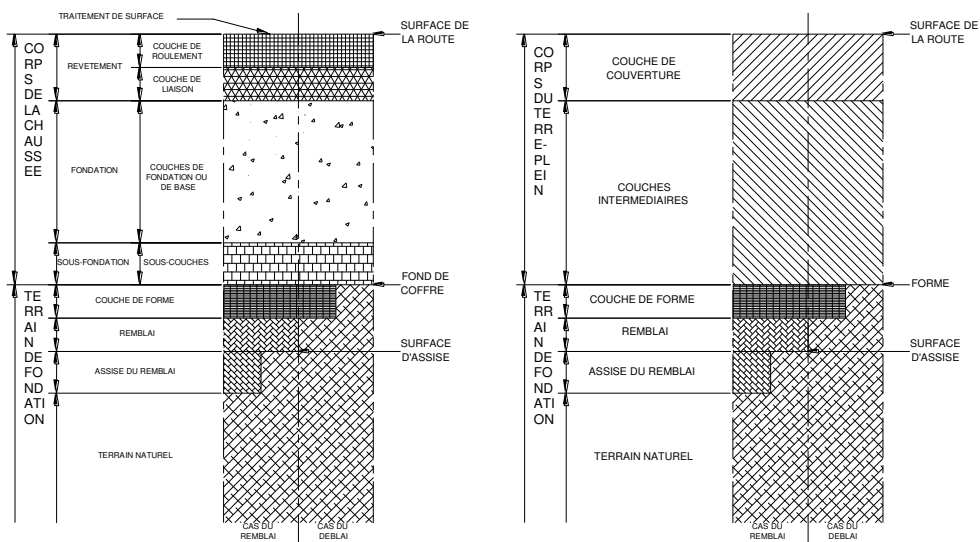 TRAITEMENT DE SURFACE
SURFACE DE
LA ROUTE
CO
RPS
DE
LA
CH
AUS
SEE
REVETEMENT
COUCHE DE
ROULEMENT
COUCHE DE
LIAISON
FONDATION
COUCHES DE
FONDATION OU
DE BASE
SOUS-FONDATION
SOUS-COUCHES
FOND DE
COFFRE
TE
RR
AI
N
DE
FO
ND
ATI
ON
COUCHE DE FORME
REMBLAI
SURFACE
D'ASSISE
ASSISE DU REMBLAI
TERRAIN NATUREL
CAS DU
REMBLAI
CAS DU
DEBLAI
SURFACE DE
LA ROUTE
CO
RP
S
DU
TE
RR
E-
PL
EIN
COUCHE DE
COUVERTURE
COUCHES
INTERMEDIAIRES
FORME
TE
RR
AI
N
DE
FO
ND
ATI
ON
COUCHE DE FORME
REMBLAI
SURFACE
D'ASSISE
ASSISE DU REMBLAI
TERRAIN NATUREL
CAS DU
REMBLAI
CAS DU
DEBLAI